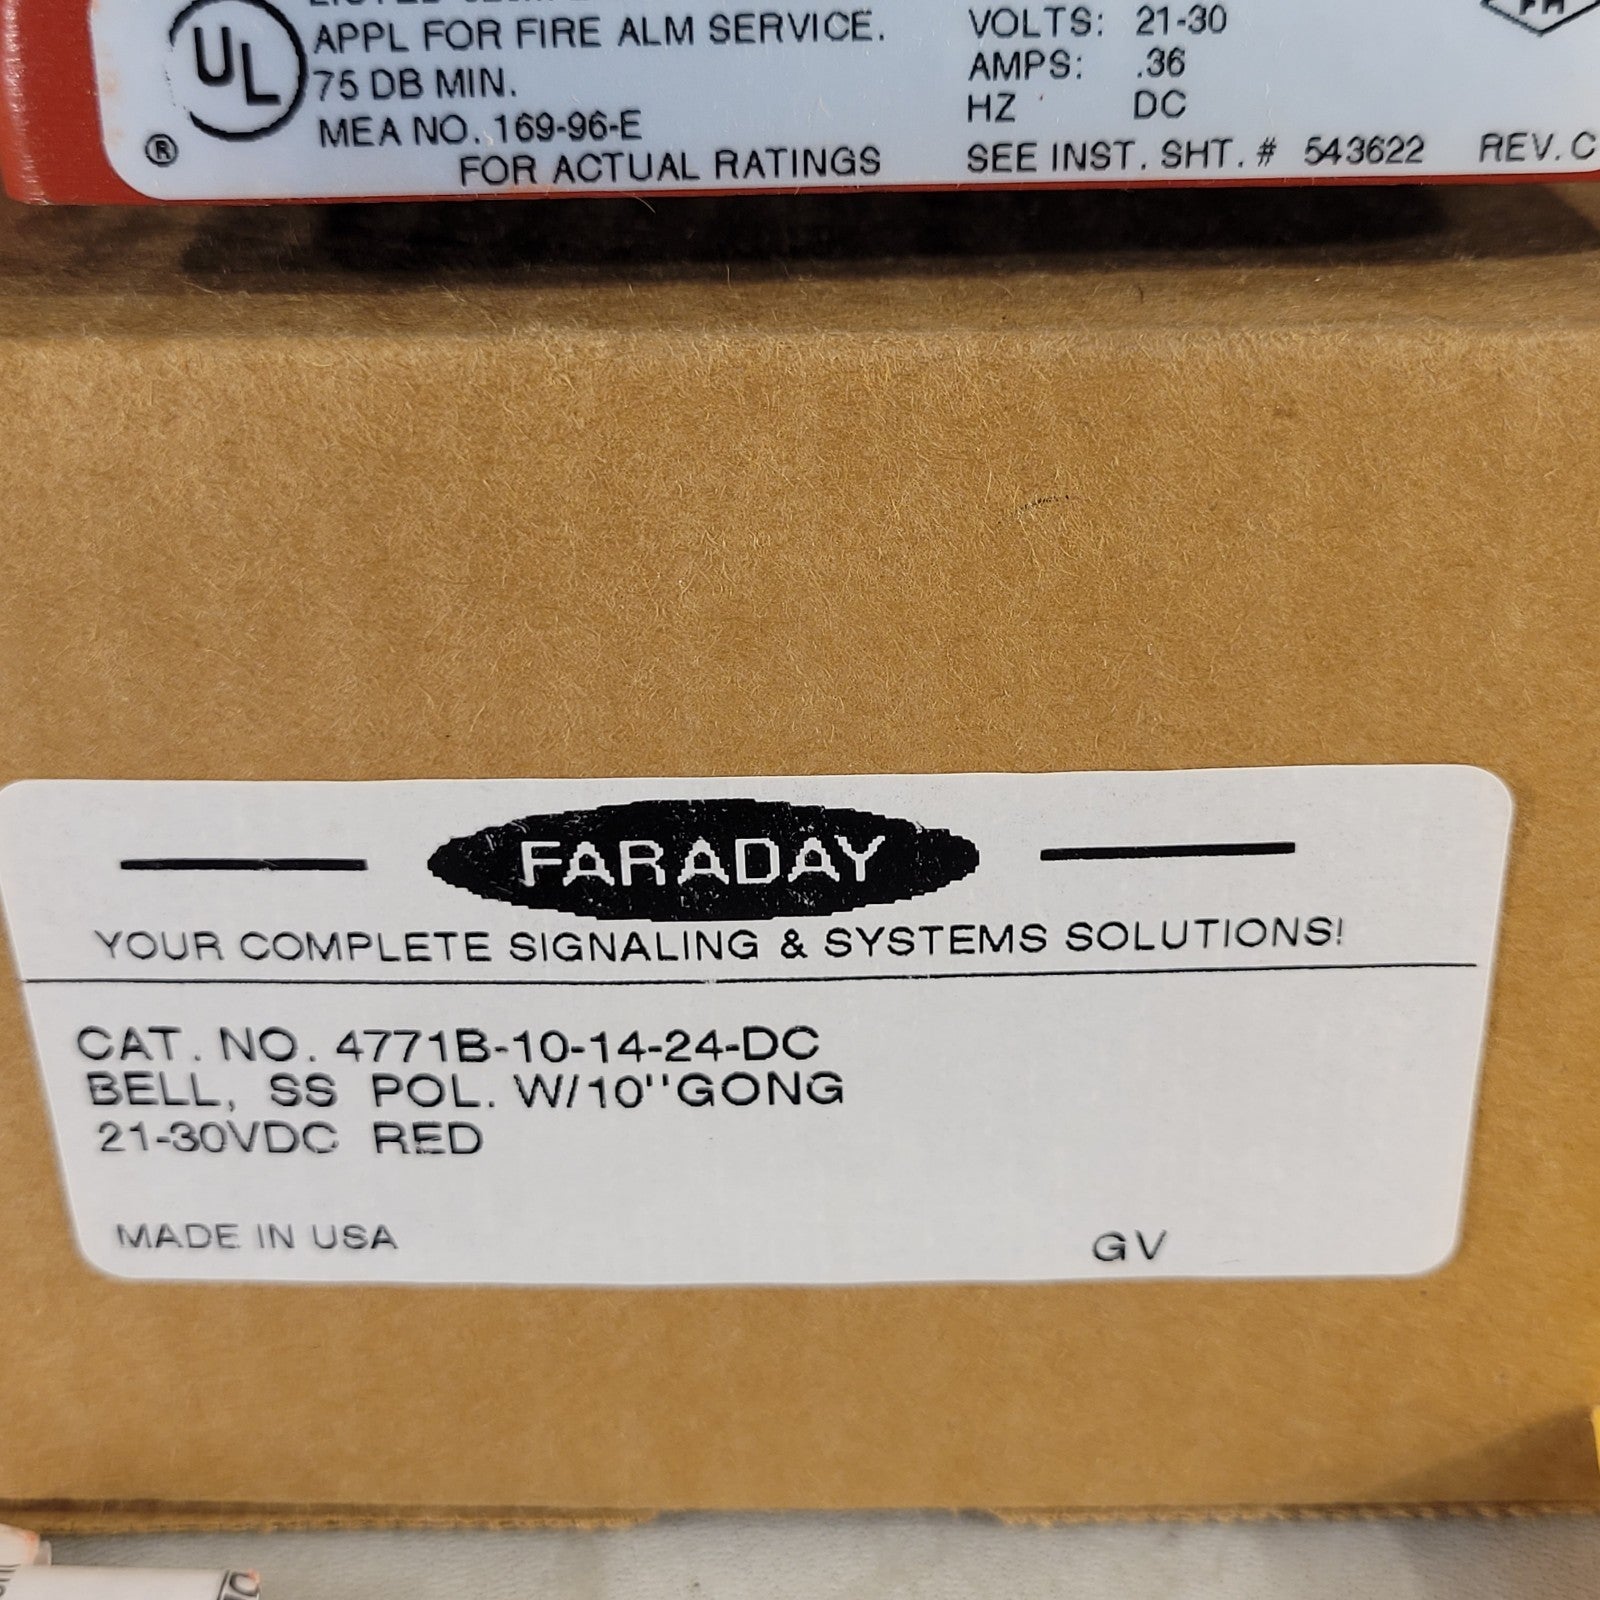 UL
®
APPL FOR FIRE ALM SERVICE.
75 DB MIN.
MEA NO. 169-96-E
FOR ACTUAL RATINGS
VOLTS: 21-30
AMPS: .36
HZ DC
SEE INST. SHT. # 543622 REV. C
FM
FARADAY
YOUR COMPLETE SIGNALING & SYSTEMS SOLUTIONS!
CAT. NO. 4771B-10-14-24-DC
BELL, SS POL. W/10''GONG
21-30VDC RED
MADE IN USA GV